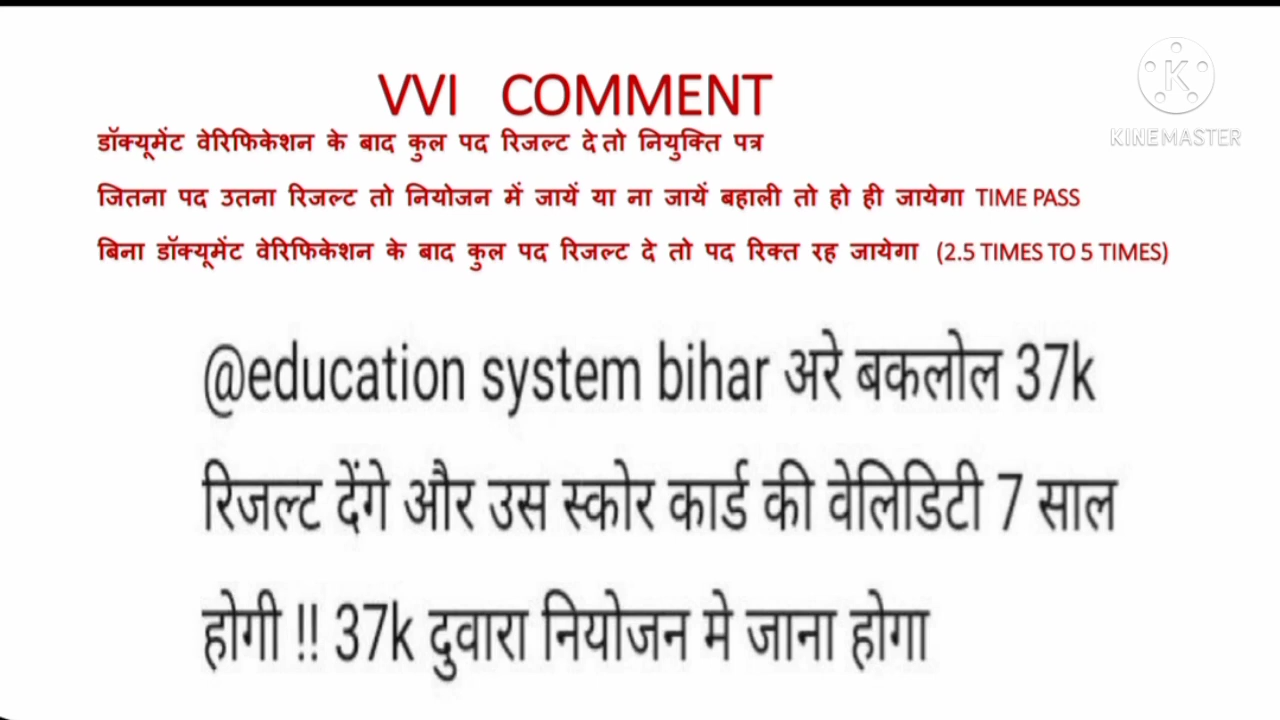 VVI COMMENT
KINEMASTER
डॉक्यूमेंट वेरिफिकेशन के बाद कुल पद रिजल्ट दे तो नियुक्ति पत्र
जितना पद उतना रिजल्ट तो नियोजन में जायें या ना जायें बहाली तो हो ही जायेगा TIME PASS
बिना डॉक्यूमेंट वेरिफिकेशन के बाद कुल पद रिजल्ट दे तो पद रिक्त रह जायेगा (2.5 TIMES TO 5 TIMES)
@education system bihar अरे बकलोल 37k
रिजल्ट देंगे और उस स्कोर कार्ड की वेलिडिटी 7 साल
होगी !! 37k दुवारा नियोजन मे जाना होगा